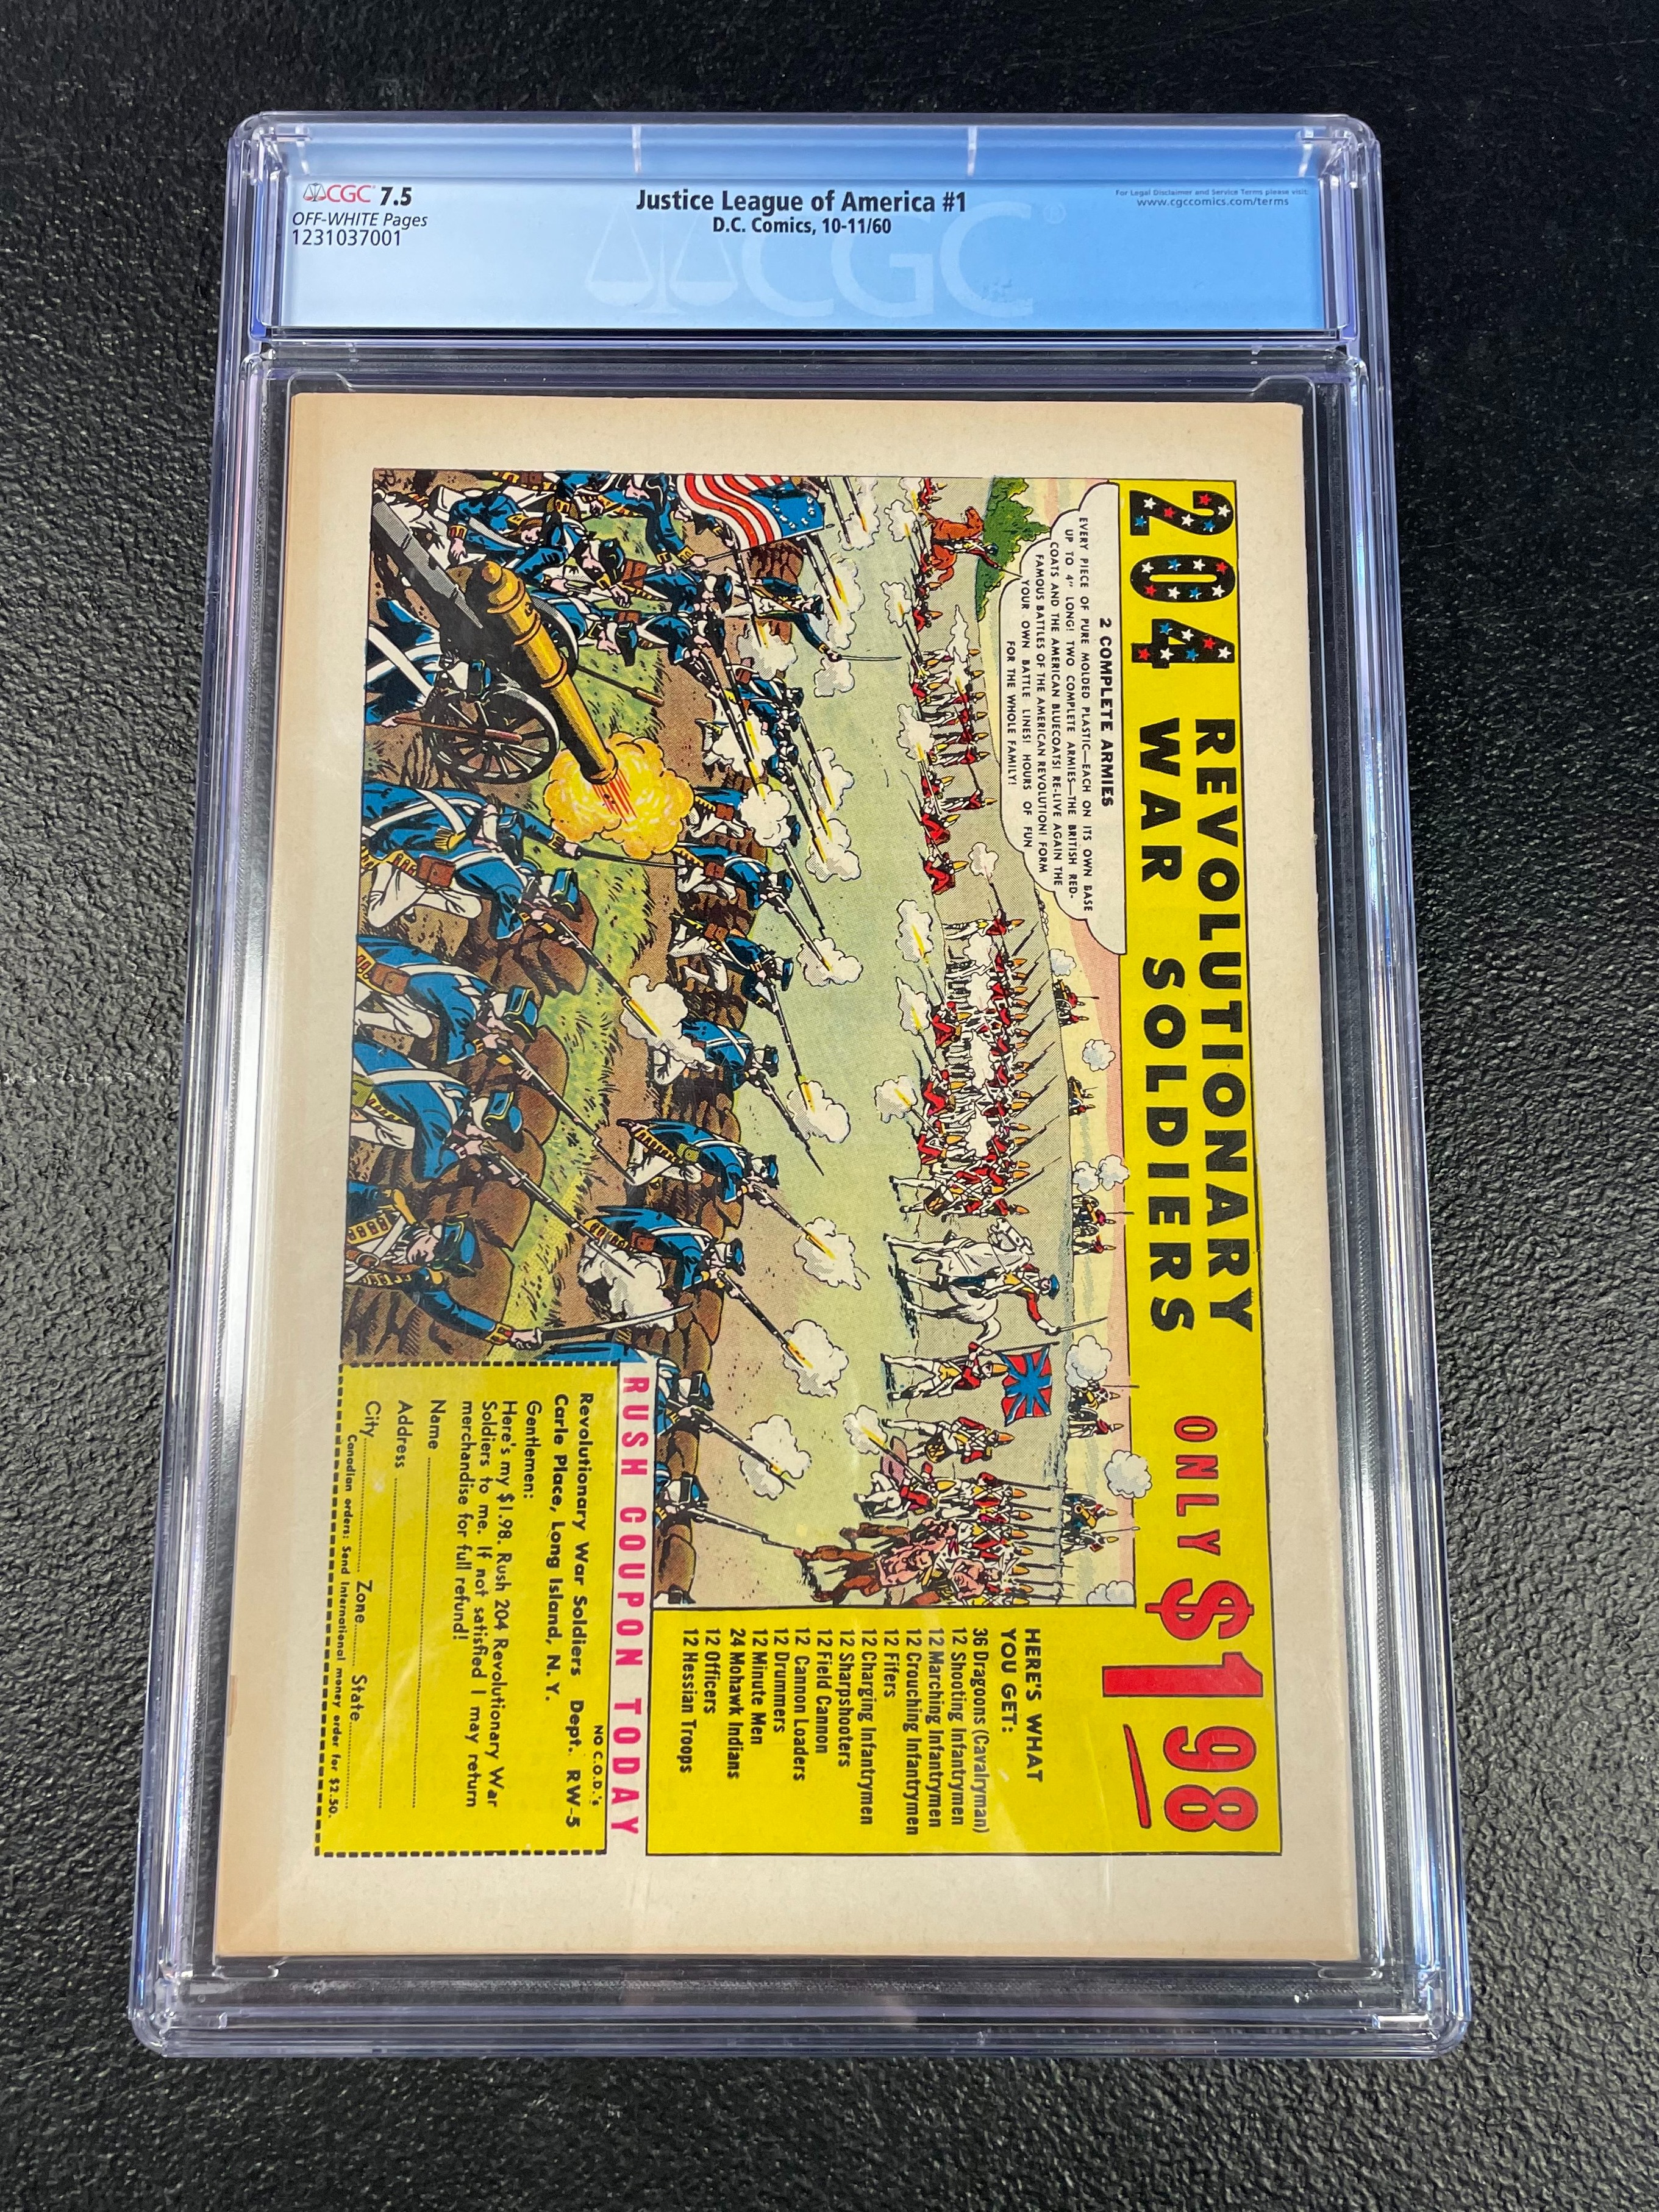 CGC 7.5
OFF-WHITE Pages
1231037001
Justice League of America #1
D.C. Comics, 10-11/60
For Legal Disclaimer and Service Terms please visit:
www.cgccomics.com/terms
CGC
204 REVOLUTIONARY
WAR SOLDIERS
ONLY $1.98
2 COMPLETE ARMIES
EVERY PIECE OF PURE MOLDED PLASTIC—EACH ON ITS OWN BASE
UP TO 4" LONG! TWO COMPLETE ARMIES—THE BRITISH RED-
COATS AND THE AMERICAN BLUECOATS! RE-LIVE AGAIN THE
FAMOUS BATTLES OF THE AMERICAN REVOLUTION! FORM
YOUR OWN BATTLE LINES! HOURS OF FUN
FOR THE WHOLE FAMILY!
HERE'S WHAT
YOU GET:
36 Dragoons (Cavalryman)
12 Shooting Infantrymen
12 Marching Infantrymen
12 Crouching Infantrymen
12 Fifers
12 Charging Infantrymen
12 Sharpshooters
12 Field Cannon
12 Cannon Loaders
12 Drummers
12 Minute Men
24 Mohawk Indians
12 Officers
12 Hessian Troops
RUSH COUPON TODAY
NO C.O.D.'s
Revolutionary War Soldiers Dept. RW-5
Carle Place, Long Island, N. Y.
Gentlemen:
Here's my $1.98. Rush 204 Revolutionary War
Soldiers to me. If not satisfied I may return
merchandise for full refund!
Name
Address
City Zone State
Canadian orders: Send International money order for $2.50.